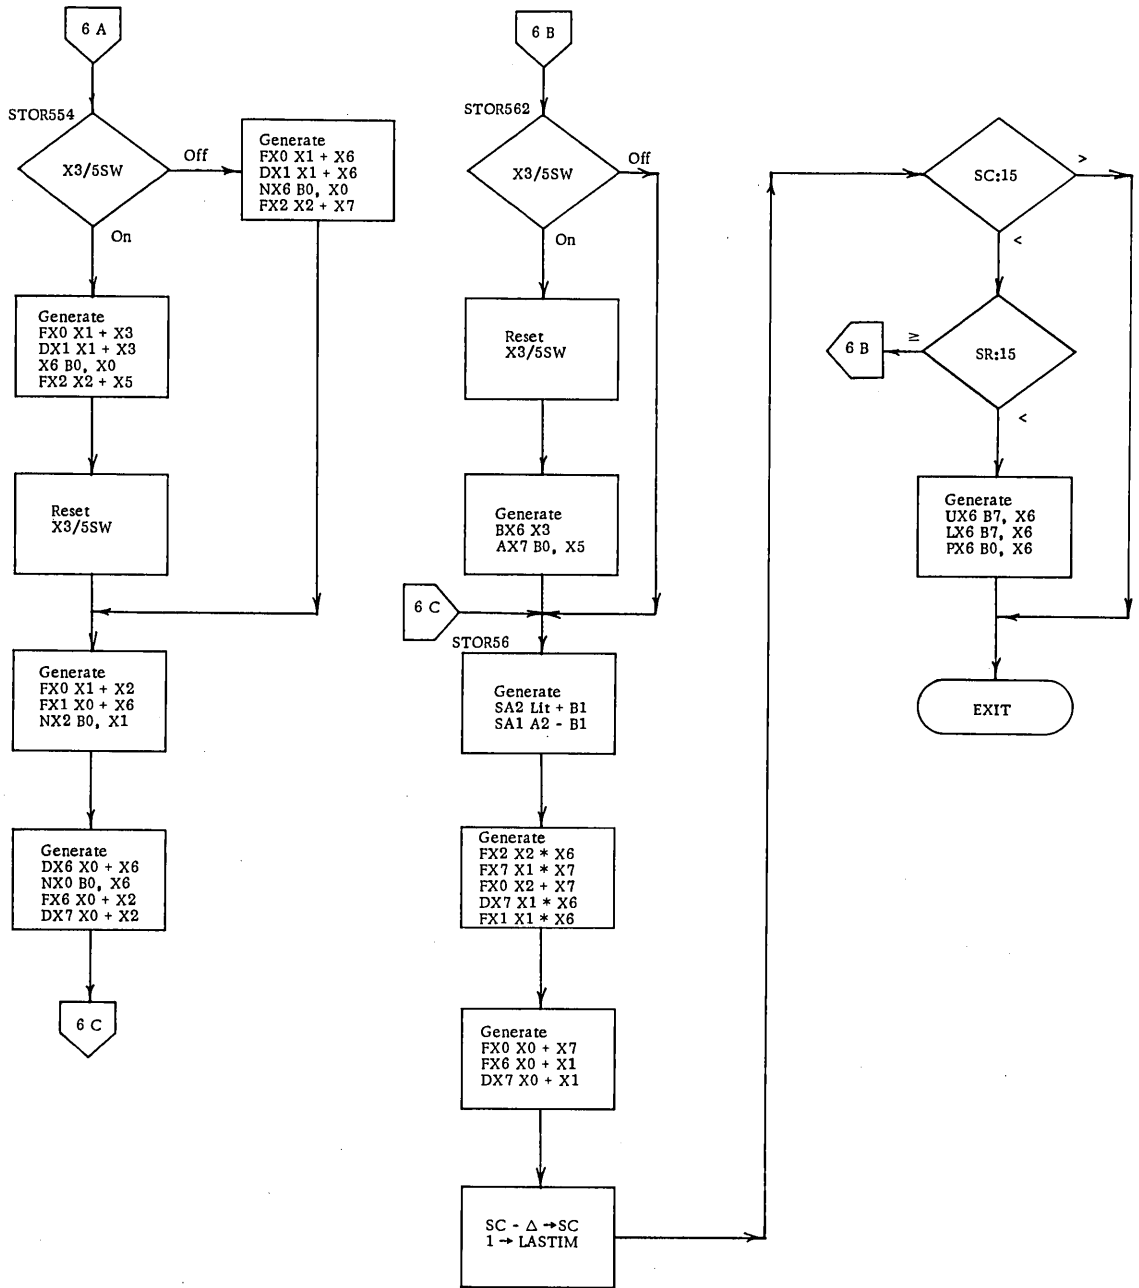 6 A
STOR554
X3/5SW
Off
On
Generate
FX0 X1 + X6
DX1 X1 + X6
NX6 B0, X0
FX2 X2 + X7
Generate
FX0 X1 + X3
DX1 X1 + X3
X6 B0, X0
FX2 X2 + X5
Reset
X3/5SW
Generate
FX0 X1 + X2
FX1 X0 + X6
NX2 B0, X1
Generate
DX6 X0 + X6
NX0 B0, X6
FX6 X0 + X2
DX7 X0 + X2
6 C
6 B
STOR562
X3/5SW
Off
On
Reset
X3/5SW
Generate
BX6 X3
AX7 B0, X5
6 C
STOR56
Generate
SA2 Lit + B1
SA1 A2 - B1
Generate
FX2 X2 * X6
FX7 X1 * X7
FX0 X2 + X7
DX7 X1 * X6
FX1 X1 * X6
Generate
FX0 X0 + X7
FX6 X0 + X1
DX7 X0 + X1
SC - △ → SC
1 → LASTIM
SC:15
>
<
SR:15
≥
6 B
<
Generate
UX6 B7, X6
LX6 B7, X6
PX6 B0, X6
EXIT